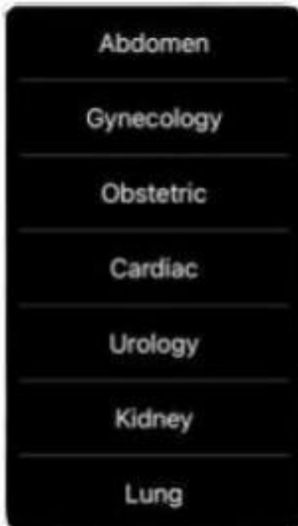 Abdomen
Gynecology
Obstetric
Cardiac
Urology
Kidney
Lung